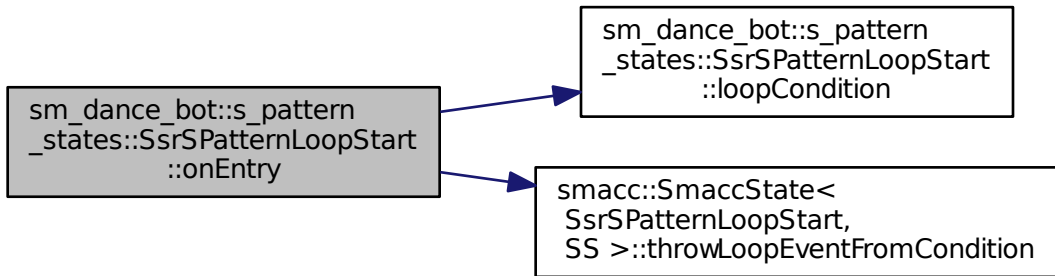 sm_dance_bot::s_pattern
_states::SsrSPatternLoopStart
::onEntry
sm_dance_bot::s_pattern
_states::SsrSPatternLoopStart
::loopCondition
smacc::SmaccState<
SsrSPatternLoopStart,
SS >::throwLoopEventFromCondition